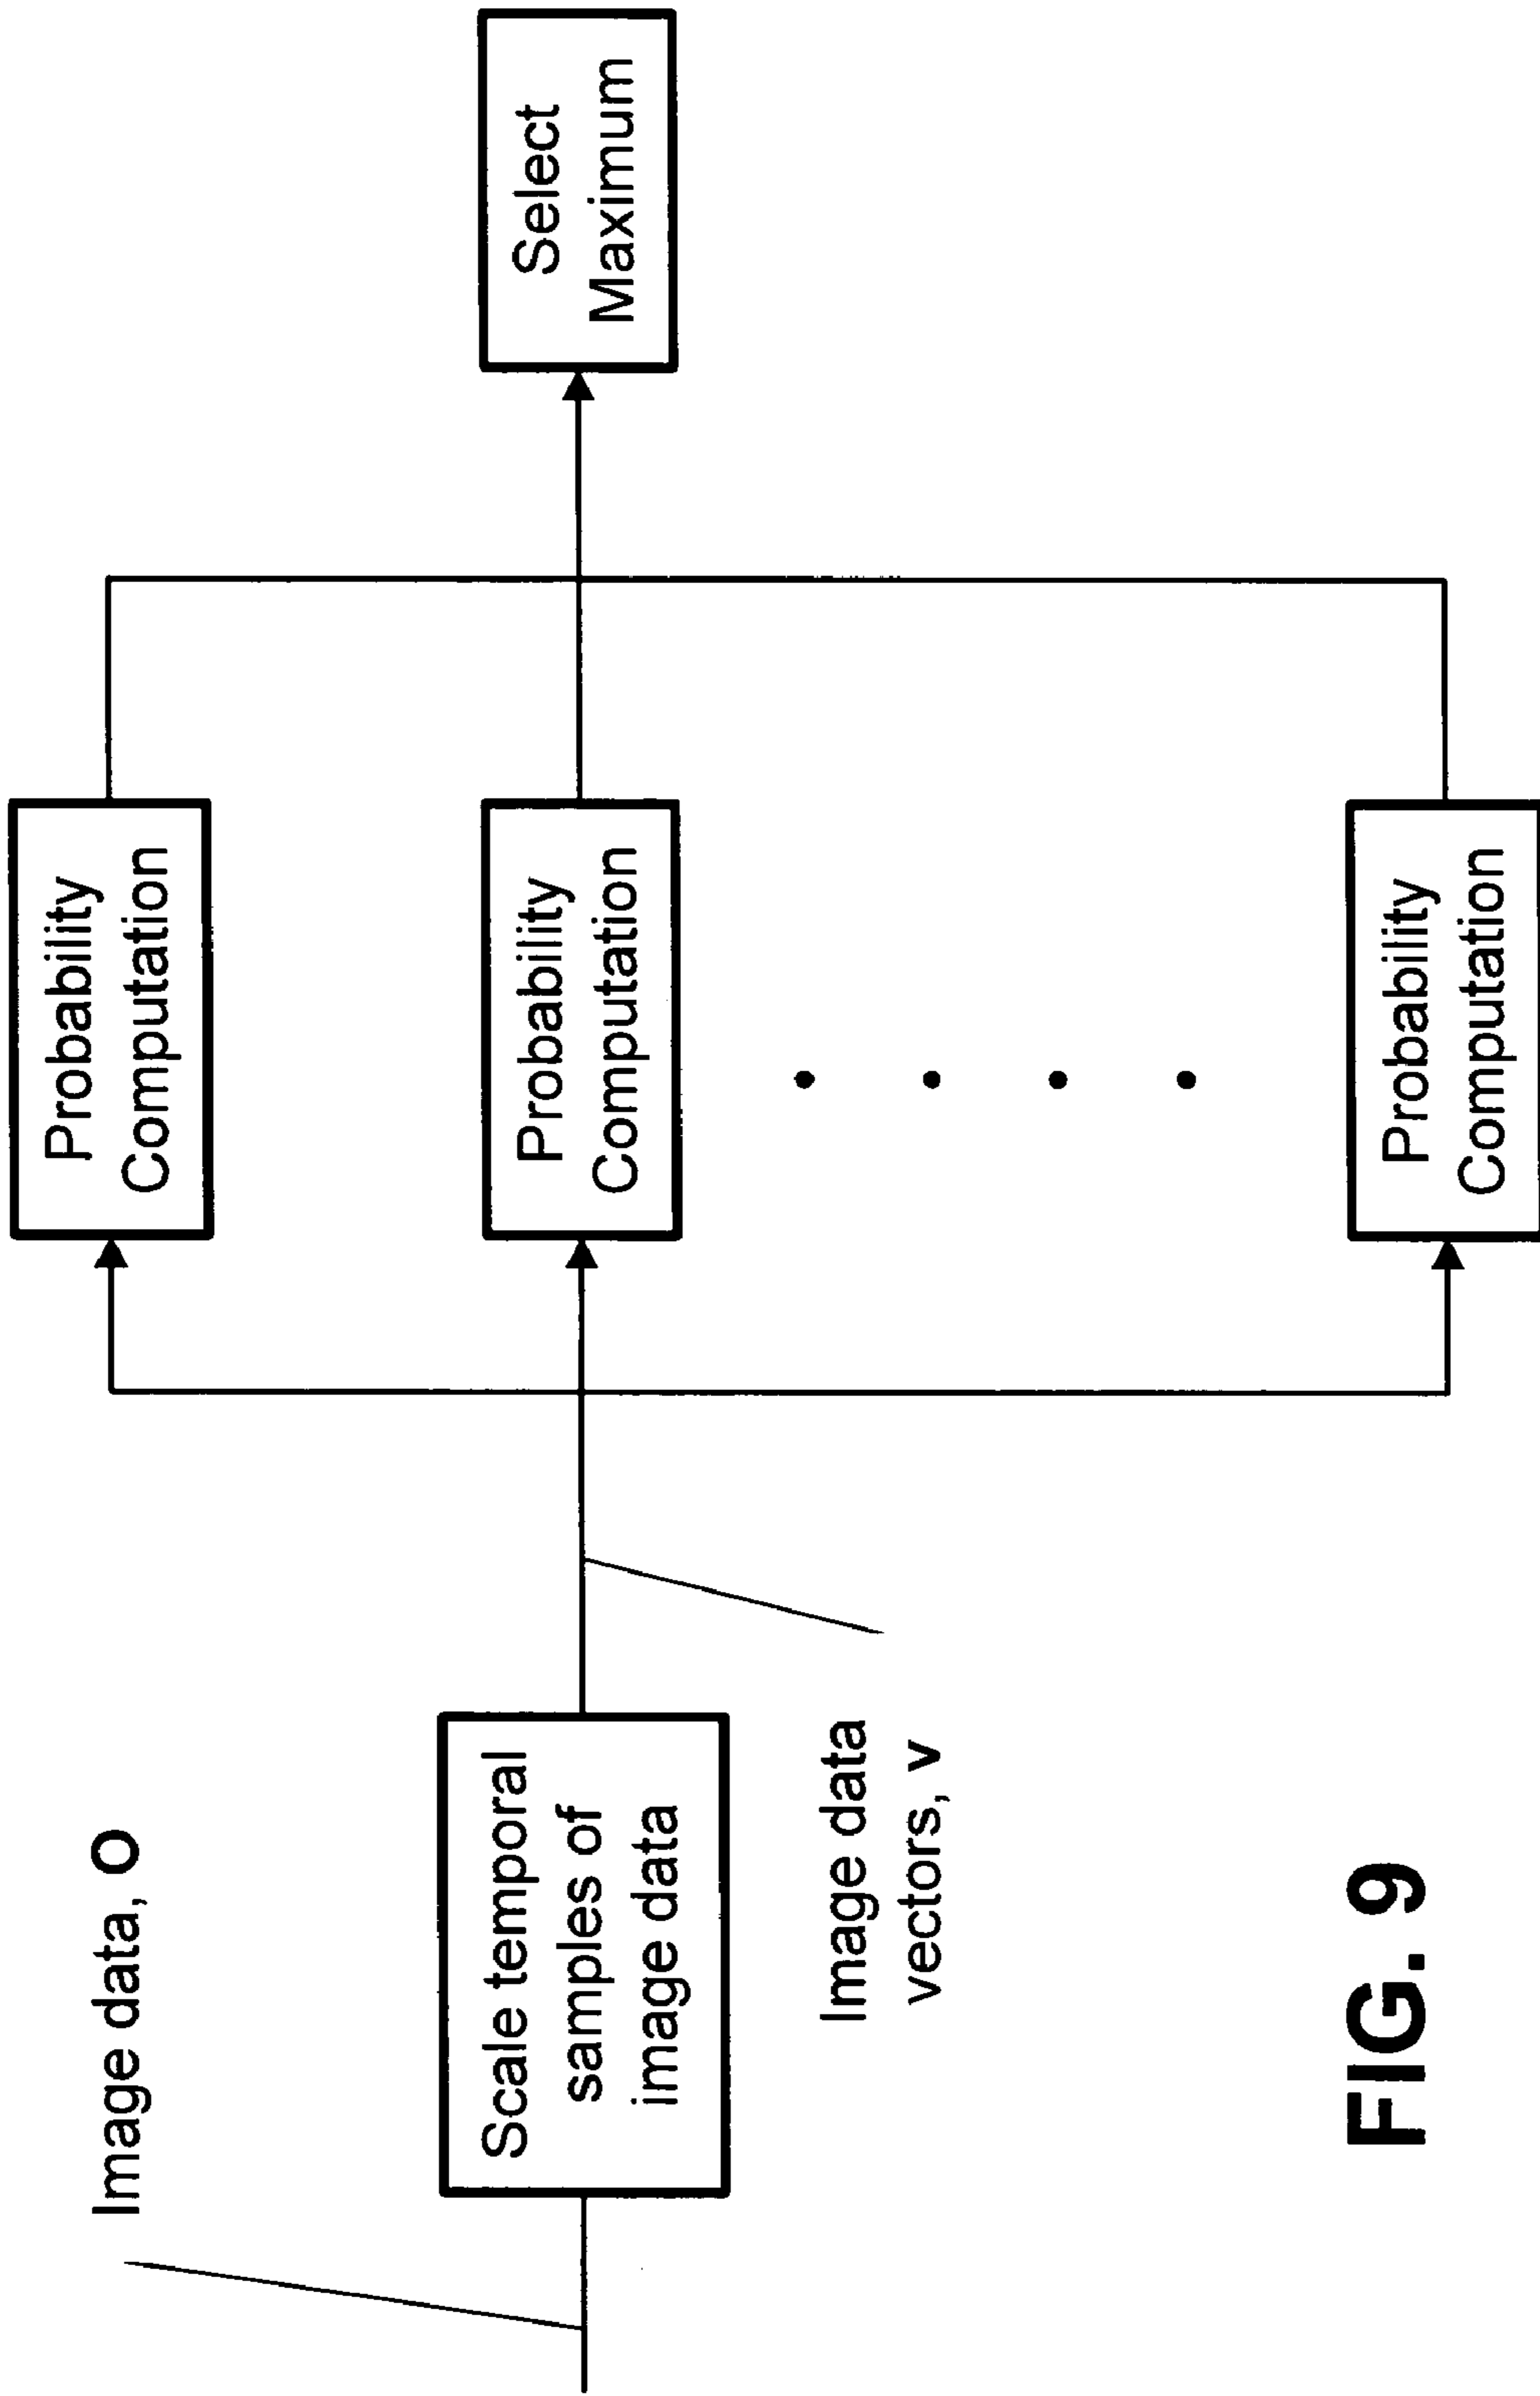 Image data, O
Scale temporal
samples of
image data
Image data
vectors, v
Probability
Computation
Probability
Computation
Probability
Computation
Select
Maximum
FIG. 9